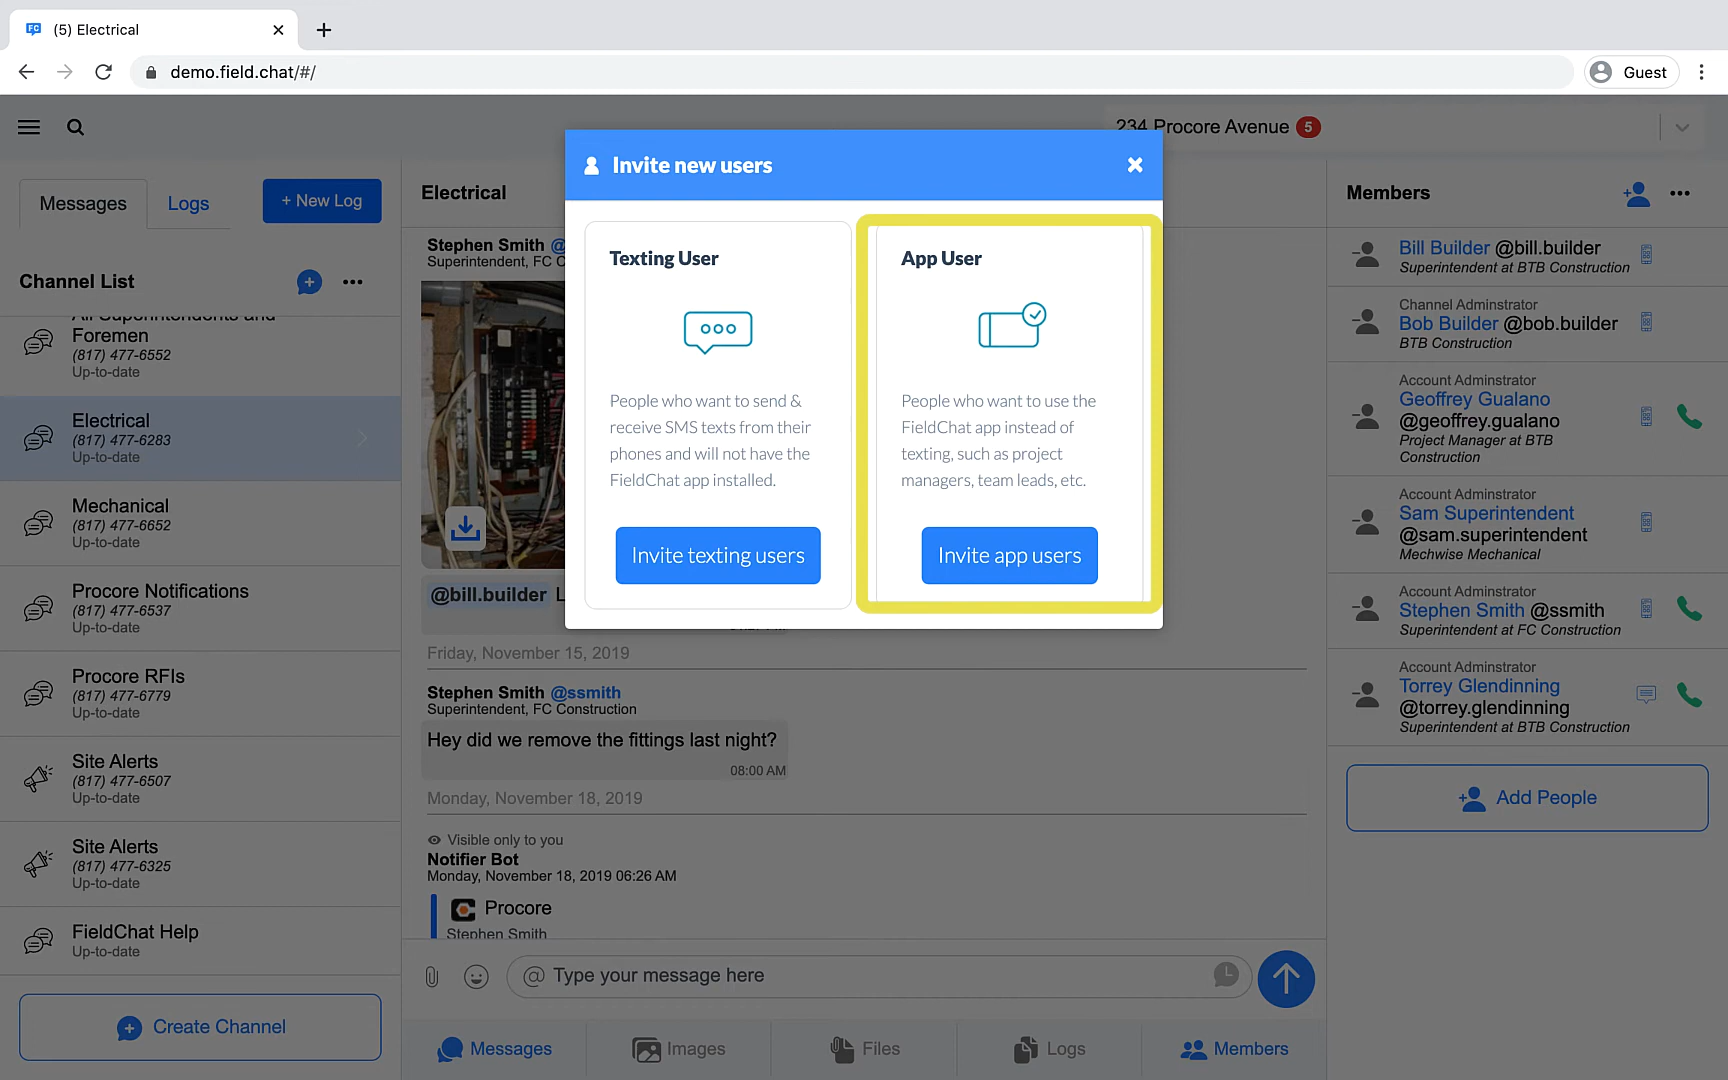 (5) Electrical
demo.field.chat/#/
Guest
234 Procore Avenue 5
Messages
Logs
+ New Log
Channel List
All Superintendents and
Foremen
(817) 477-6552
Up-to-date
Electrical
(817) 477-6283
Up-to-date
Mechanical
(817) 477-6652
Up-to-date
Procore Notifications
(817) 477-6537
Up-to-date
Procore RFIs
(817) 477-6779
Up-to-date
Site Alerts
(817) 477-6507
Up-to-date
Site Alerts
(817) 477-6325
Up-to-date
FieldChat Help
Up-to-date
Create Channel
Electrical
Stephen Smith @
Superintendent, FC C
@bill.builder L
Friday, November 15, 2019
Stephen Smith @ssmith
Superintendent, FC Construction
Hey did we remove the fittings last night?
08:00 AM
Monday, November 18, 2019
Visible only to you
Notifier Bot
Monday, November 18, 2019 06:26 AM
Procore
Stephen Smith
@ Type your message here
Messages
Images
Files
Logs
Members
Invite new users
Texting User
People who want to send &
receive SMS texts from their
phones and will not have the
FieldChat app installed.
Invite texting users
App User
People who want to use the
FieldChat app instead of
texting, such as project
managers, team leads, etc.
Invite app users
Members
Bill Builder @bill.builder
Superintendent at BTB Construction
Channel Adminstrator
Bob Builder @bob.builder
BTB Construction
Account Adminstrator
Geoffrey Gualano
@geoffrey.gualano
Project Manager at BTB
Construction
Account Adminstrator
Sam Superintendent
@sam.superintendent
Mechwise Mechanical
Account Adminstrator
Stephen Smith @ssmith
Superintendent at FC Construction
Account Adminstrator
Torrey Glendinning
@torrey.glendinning
Superintendent at BTB Construction
Add People